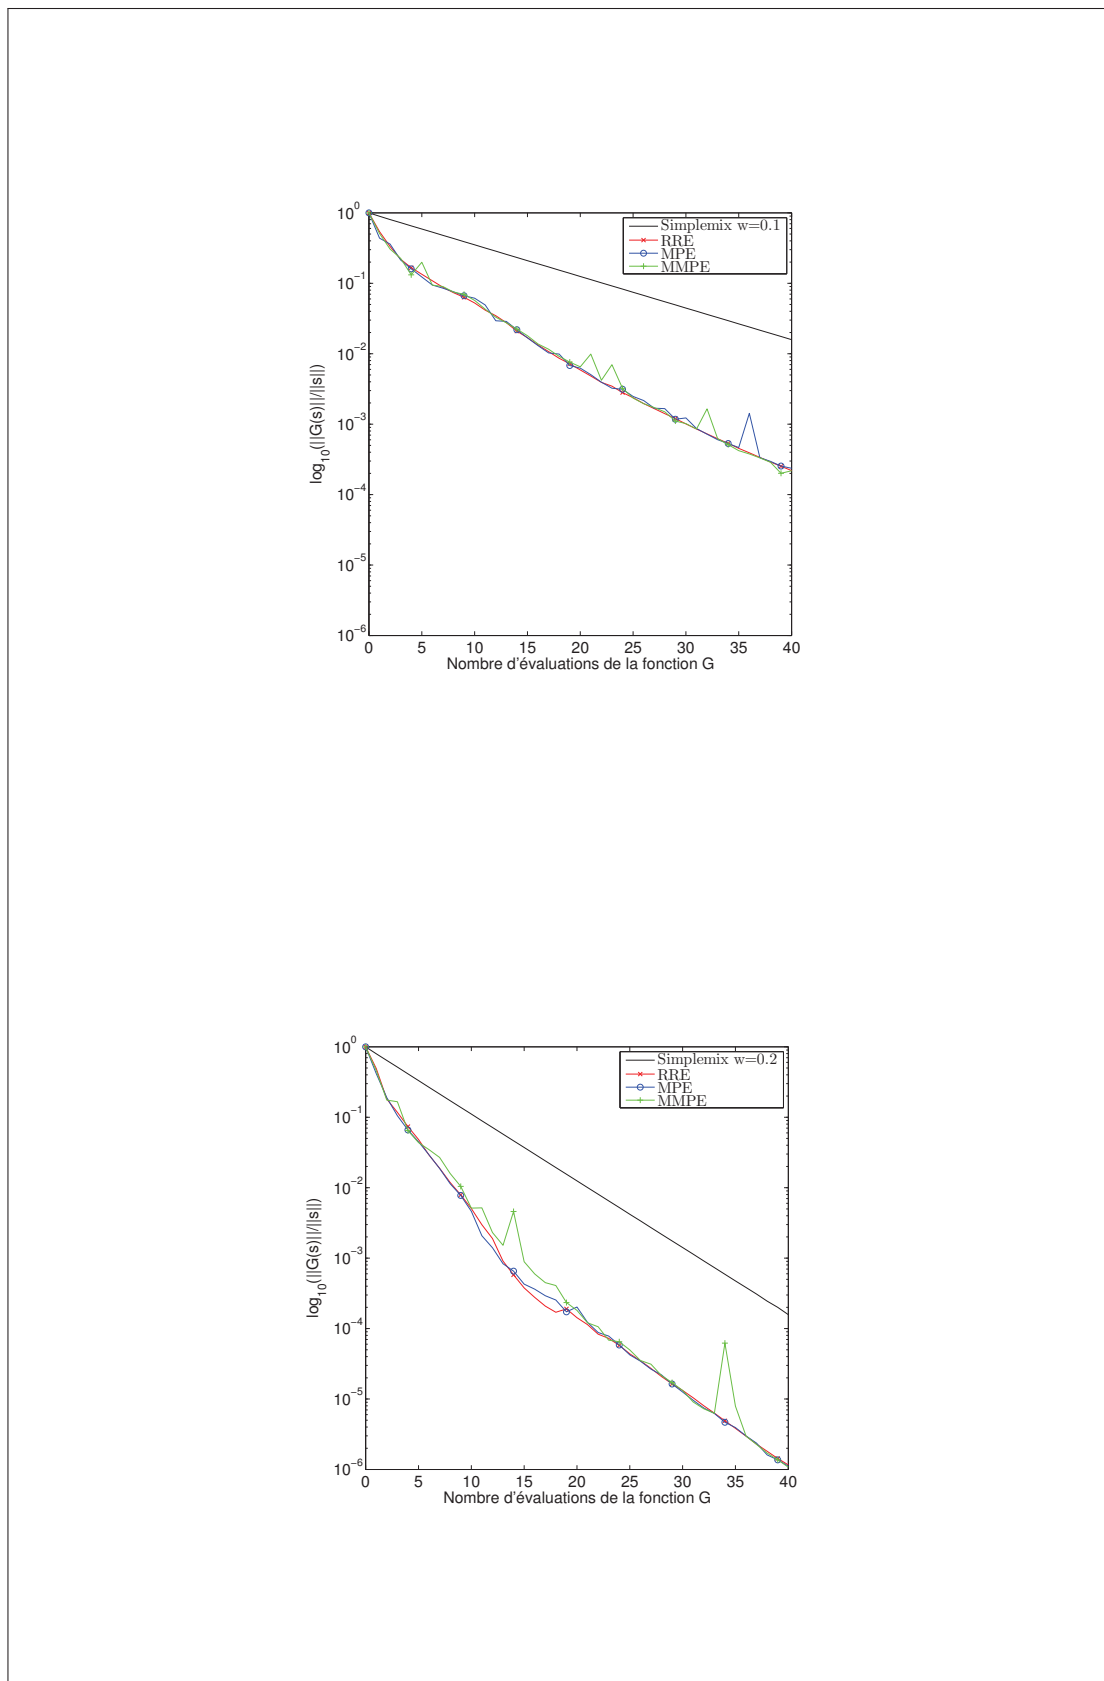 10^0
10^-1
10^-2
10^-3
10^-4
10^-5
10^-6
log_10(||G(s)||/||s||)
0 5 10 15 20 25 30 35 40
Nombre d'évaluations de la fonction G
Simplemix w=0.1
RRE
MPE
MMPE
10^0
10^-1
10^-2
10^-3
10^-4
10^-5
10^-6
log_10(||G(s)||/||s||)
0 5 10 15 20 25 30 35 40
Nombre d'évaluations de la fonction G
Simplemix w=0.2
RRE
MPE
MMPE